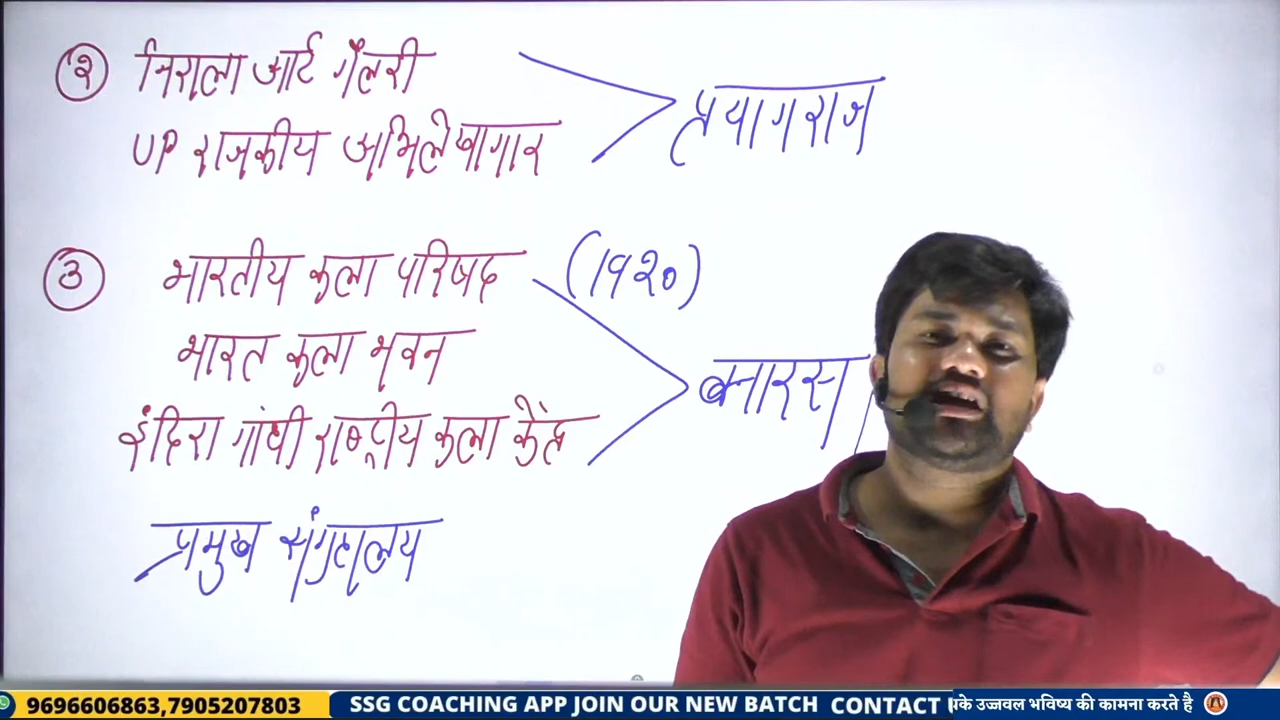 ② निराला आर्ट गैलरी
UP राजकीय अभिलेखागार
प्रयागराज
③ भारतीय कला परिषद (1920)
भारत कला भवन
इंदिरा गांधी राष्ट्रीय कला केंद्र
बनारस
प्रमुख संग्रहालय
9696606863,7905207803
SSG COACHING APP JOIN OUR NEW BATCH CONTACT
के उज्जवल भविष्य की कामना करते है